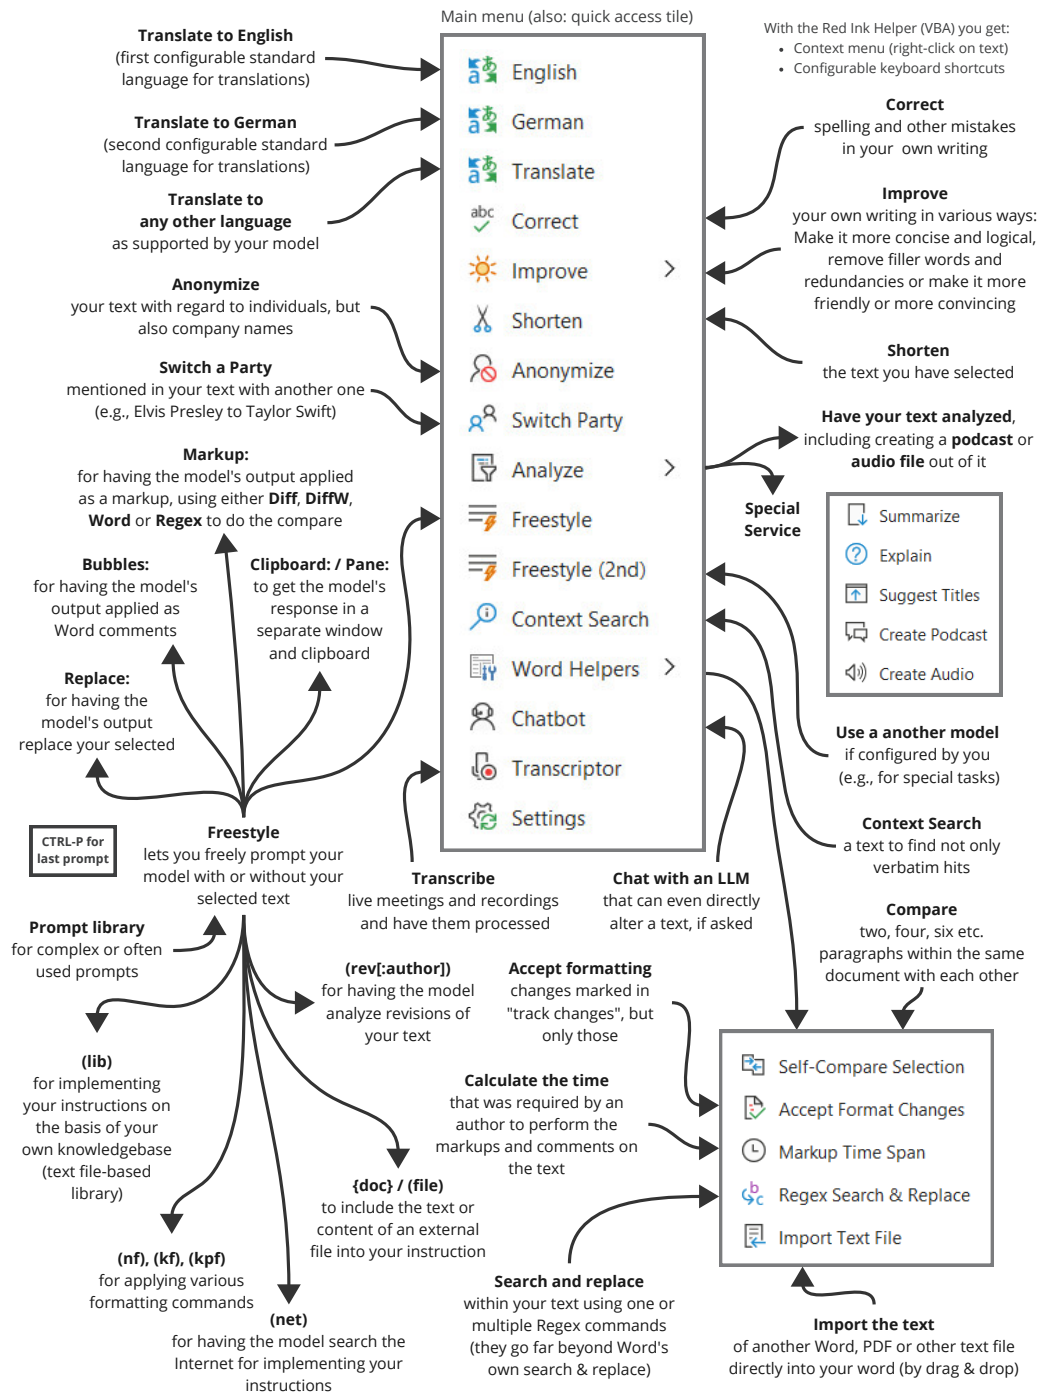 Main menu (also: quick access tile)
With the Red Ink Helper (VBA) you get:
• Context menu (right-click on text)
• Configurable keyboard shortcuts
Translate to English
(first configurable standard
language for translations)
Translate to German
(second configurable standard
language for translations)
Translate to
any other language
as supported by your model
Anonymize
your text with regard to individuals, but
also company names
Switch a Party
mentioned in your text with another one
(e.g., Elvis Presley to Taylor Swift)
Markup:
for having the model's output applied
as a markup, using either Diff, DiffW,
Word or Regex to do the compare
Bubbles:
for having the model's
output applied as
Word comments
Clipboard: / Pane:
to get the model's
response in a
separate window
and clipboard
Replace:
for having the
model's output
replace your selected
English
German
Translate
abc
Correct
Improve
Shorten
Anonymize
Switch Party
Analyze
Freestyle
Freestyle (2nd)
Context Search
Word Helpers
Chatbot
Transcriptor
Settings
Correct
spelling and other mistakes
in your own writing
Improve
your own writing in various ways:
Make it more concise and logical,
remove filler words and
redundancies or make it more
friendly or more convincing
Shorten
the text you have selected
Have your text analyzed,
including creating a podcast or
audio file out of it
Special
Service
Summarize
Explain
Suggest Titles
Create Podcast
Create Audio
Use a another model
if configured by you
(e.g., for special tasks)
Context Search
a text to find not only
verbatim hits
Compare
two, four, six etc.
paragraphs within the same
document with each other
CTRL-P for
last prompt
Freestyle
lets you freely prompt your
model with or without your
selected text
Transcribe
live meetings and recordings
and have them processed
Chat with an LLM
that can even directly
alter a text, if asked
Prompt library
for complex or often
used prompts
(rev[:author])
for having the model
analyze revisions of
your text
Accept formatting
changes marked in
"track changes", but
only those
(lib)
for implementing
your instructions on
the basis of your
own knowledgebase
(text file-based
library)
Calculate the time
that was required by an
author to perform the
markups and comments on
the text
{doc} / (file)
to include the text or
content of an external
file into your instruction
(nf), (kf), (kpf)
for applying various
formatting commands
(net)
for having the model search the
Internet for implementing your
instructions
Self-Compare Selection
Accept Format Changes
Markup Time Span
b
c
Regex Search & Replace
Import Text File
Search and replace
within your text using one or
multiple Regex commands
(they go far beyond Word's
own search & replace)
Import the text
of another Word, PDF or other text file
directly into your word (by drag & drop)